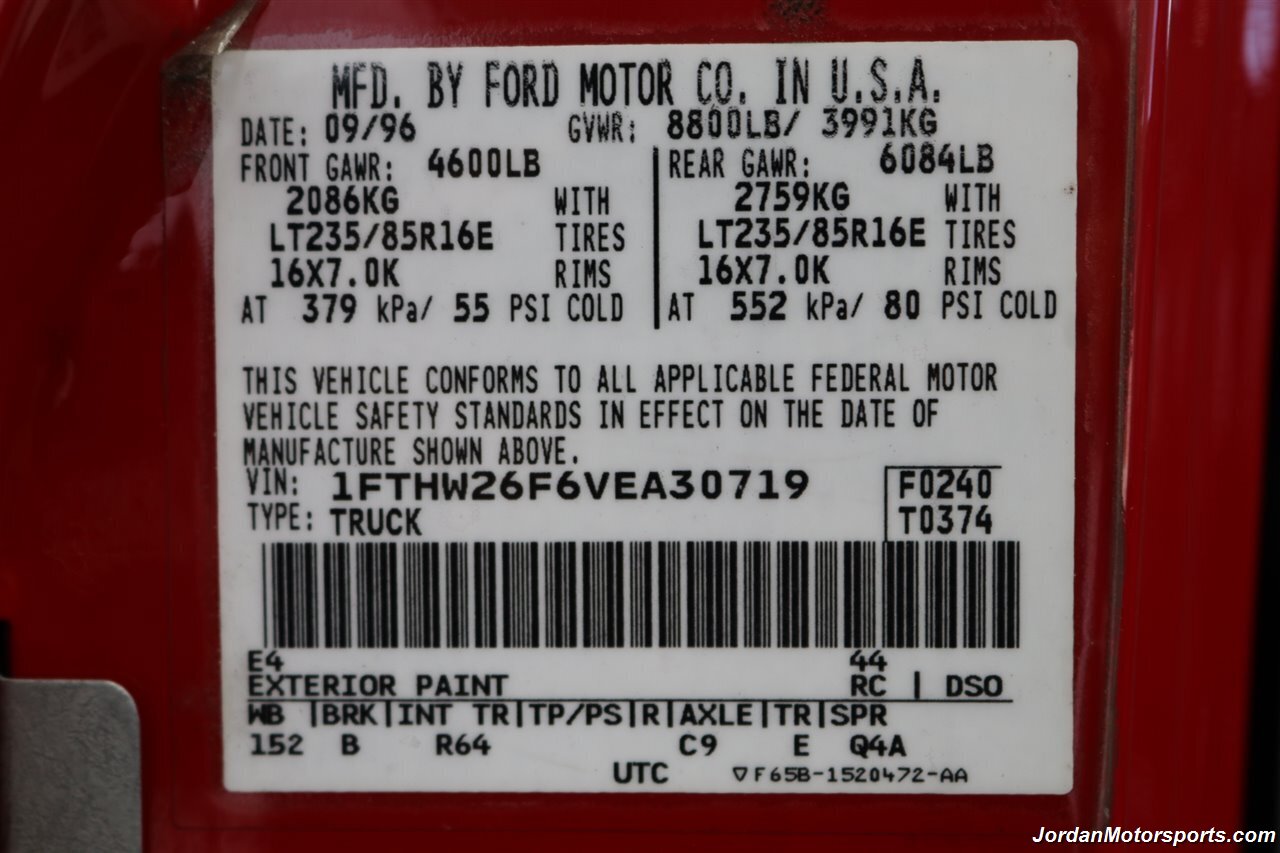 MFD. BY FORD MOTOR CO. IN U.S.A.
DATE: 09/96 GVWR: 8800LB/ 3991KG
FRONT GAWR: 4600LB REAR GAWR: 6084LB
2086KG WITH 2759KG WITH
LT235/85R16E TIRES LT235/85R16E TIRES
16X7.0K RIMS 16X7.0K RIMS
AT 379 kPa/ 55 PSI COLD AT 552 kPa/ 80 PSI COLD
THIS VEHICLE CONFORMS TO ALL APPLICABLE FEDERAL MOTOR
VEHICLE SAFETY STANDARDS IN EFFECT ON THE DATE OF
MANUFACTURE SHOWN ABOVE.
VIN: 1FTHW26F6VEA30719 F0240
TYPE: TRUCK T0374
E4 44
EXTERIOR PAINT RC | DSO
WB |BRK|INT TR|TP/PS|R|AXLE|TR|SPR
152 B R64 C9 E Q4A
UTC ▽F65B-1520472-AA
JordanMotorsports.com